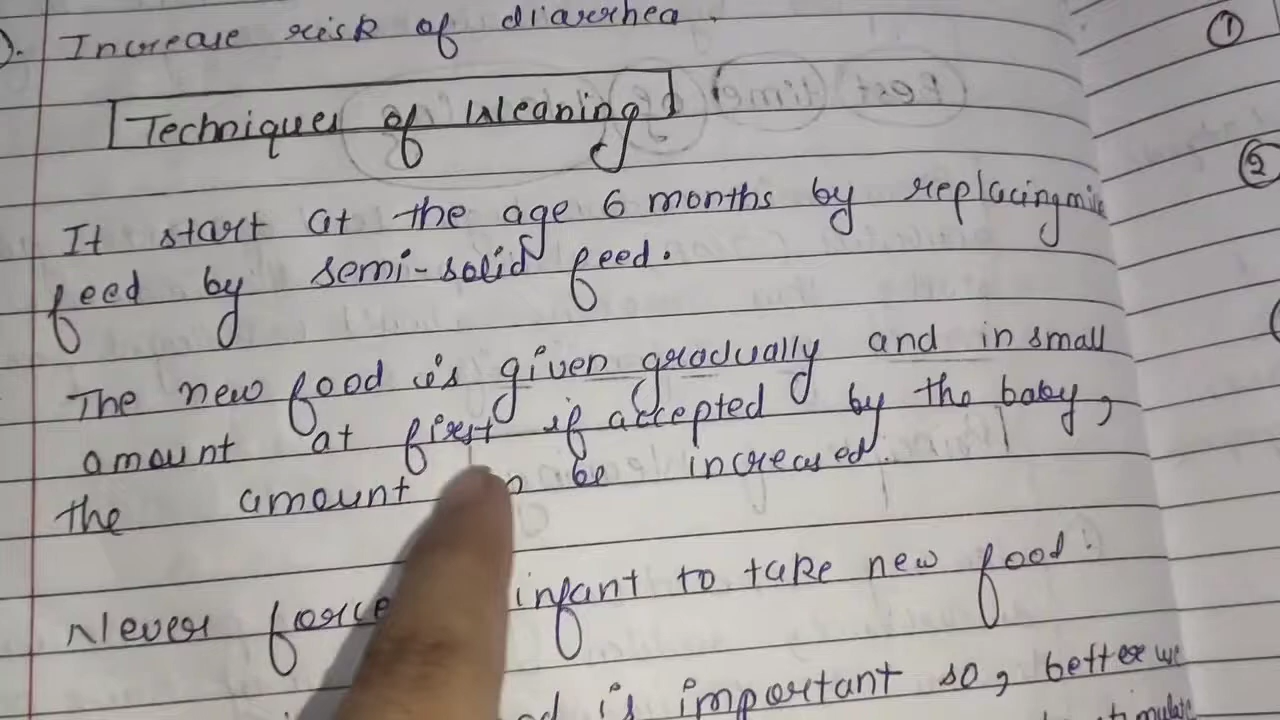 ). Increase risk of diarrhea.
Techniques of Weaning
It start at the age 6 months by replacing
feed by semi-solid feed.
The new food is given gradually and in small
amount at first if accepted by the baby,
the amount be increased.
Never force infant to take new food.
is important so, better we
①
②